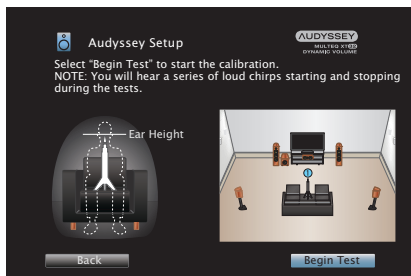 Audyssey Setup
AUDYSSEY
MULTEQ XT32
DYNAMIC VOLUME
Select “Begin Test” to start the calibration.
NOTE: You will hear a series of loud chirps starting and stopping
during the tests.
Ear Height
Back
Begin Test